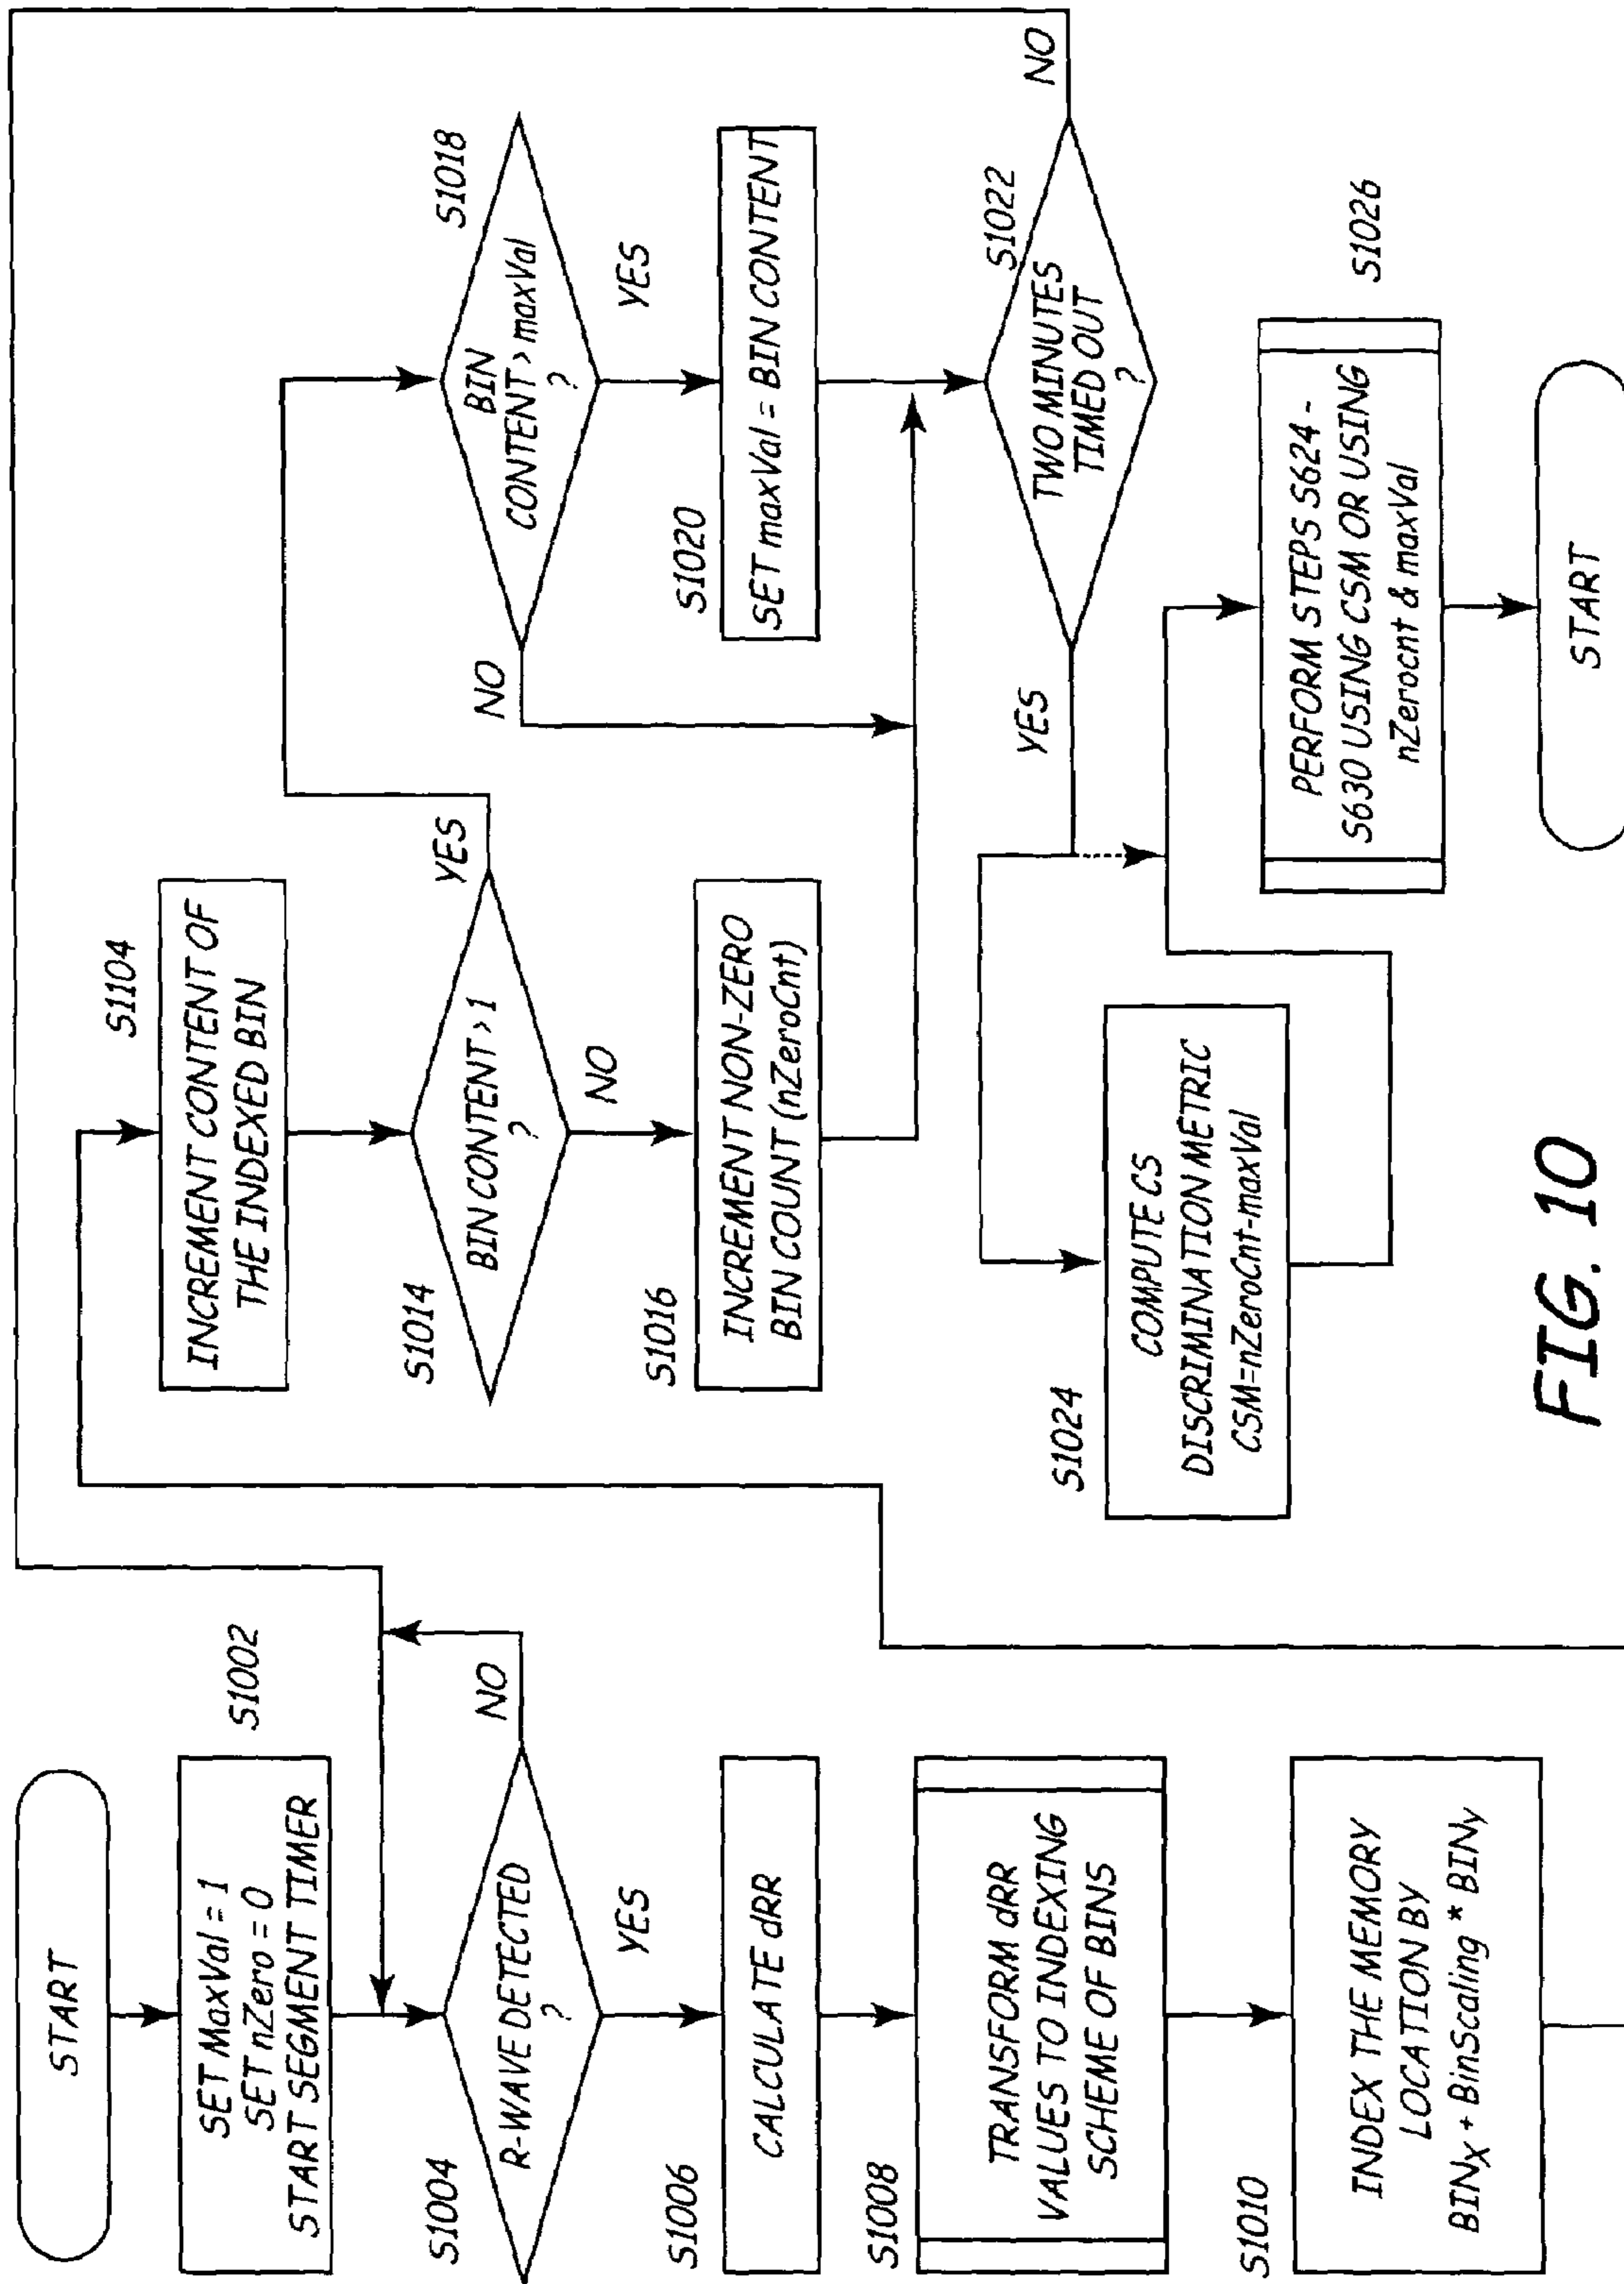 START
SET MaxVal = 1
SET nZero = 0
START SEGMENT TIMER
S1002
S1004
R-WAVE DETECTED
?
NO
YES
S1006
CALCULATE dRR
S1008
TRANSFORM dRR
VALUES TO INDEXING
SCHEME OF BINS
S1010
INDEX THE MEMORY
LOCATION BY
BINX + BinScaling * BINy
S1104
INCREMENT CONTENT OF
THE INDEXED BIN
S1014
BIN CONTENT > 1
?
YES
NO
S1016
INCREMENT NON-ZERO
BIN COUNT (nZeroCnt)
S1018
BIN
CONTENT > maxVal
?
NO
YES
S1020
SET maxVal = BIN CONTENT
S1022
TWO MINUTES
TIMED OUT
?
NO
YES
S1024
COMPUTE CS
DISCRIMINATION METRIC
CSM=nZeroCnt-maxVal
S1026
PERFORM STEPS S624 -
S630 USING CSM OR USING
nZerocnt & maxVal
START
FIG. 10